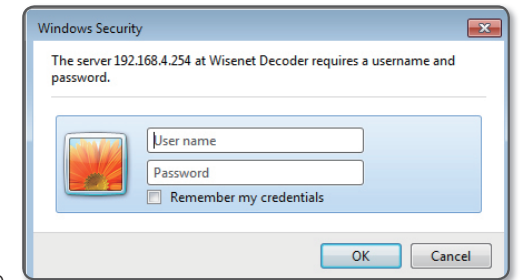 Windows Security
The server 192.168.4.254 at Wisenet Decoder requires a username and
password.
User name
Password
Remember my credentials
OK Cancel